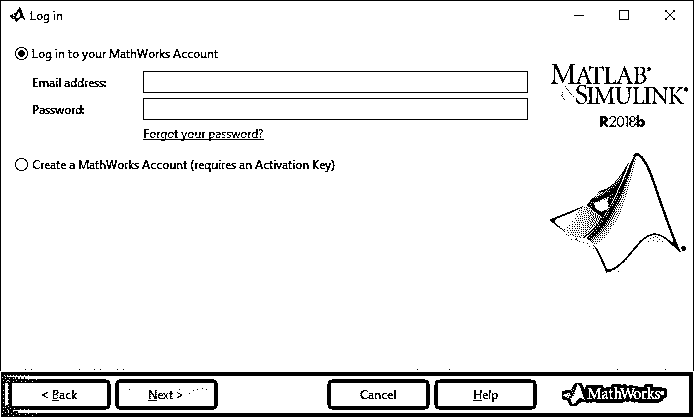 Log in
Log in to your MathWorks Account
Email address:
Password:
Forgot your password?
Create a MathWorks Account (requires an Activation Key)
MATLAB®
SIMULINK®
R2018b
< Back
Next >
Cancel
Help
MathWorks®